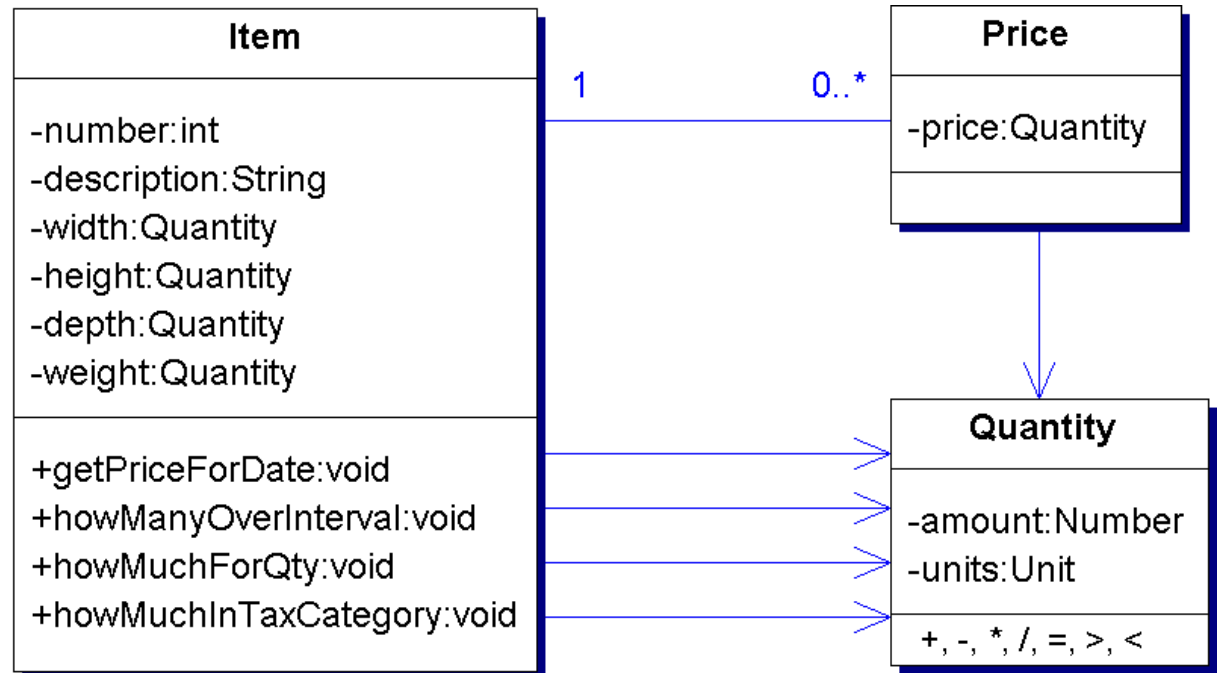 Item
-number:int
-description:String
-width:Quantity
-height:Quantity
-depth:Quantity
-weight:Quantity
+getPriceForDate:void
+howManyOverInterval:void
+howMuchForQty:void
+howMuchInTaxCategory:void
1
0..*
Price
-price:Quantity
Quantity
-amount:Number
-units:Unit
+, -, *, /, =, >, <